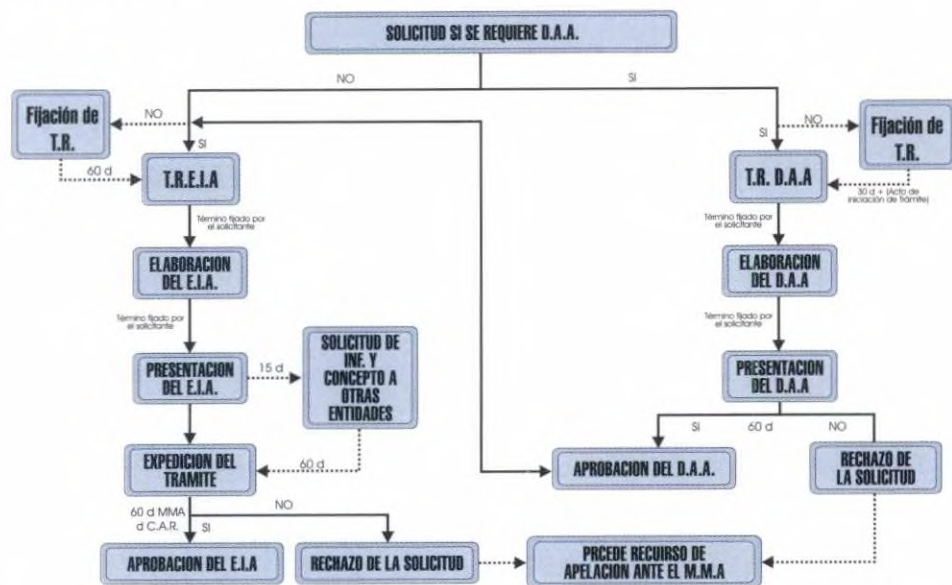 SOLICITUD SI SE REQUIERE D.A.A.
NO
SI
Fijación de
T.R.
NO
SI
60 d
T.R.E.I.A
Término fijado por
el solicitante
ELABORACION
DEL E.I.A.
Término fijado por
el solicitante
PRESENTACION
DEL E.I.A.
15 d
SOLICITUD DE
INF. Y
CONCEPTO A
OTRAS
ENTIDADES
60 d
EXPEDICION DEL
TRAMITE
60 d MMA
d C.A.R.
SI
NO
APROBACION DEL E.I.A
RECHAZO DE LA SOLICITUD
PRCEDE RECUIRSO DE
APELACION ANTE EL M.M.A
SI
NO
Fijación de
T.R.
T.R. D.A.A
30 d + (Acto de
iniciación de trámite)
Término fijado por
el solicitante
ELABORACION
DEL D.A.A
Término fijado por
el solicitante
PRESENTACION
DEL D.A.A
SI
60 d
NO
APROBACION DEL D.A.A.
RECHAZO DE
LA SOLICITUD